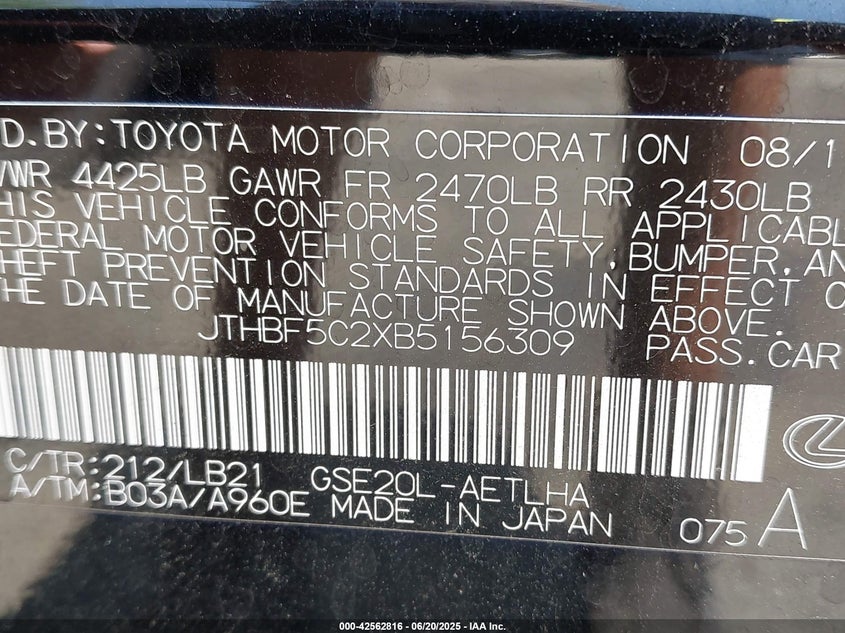 D.BY:TOYOTA MOTOR CORPORATION 08/1
VWR 4425LB GAWR FR 2470LB RR 2430LB
HIS VEHICLE CONFORMS TO ALL APPLICABL
EDERAL MOTOR VEHICLE SAFETY,BUMPER,AN
HEFT PREVENTION STANDARDS IN EFFECT O
THE DATE OF MANUFACTURE SHOWN ABOVE.
JTHBF5C2XB5156309 PASS.CAR
C/TR:212/LB21 GSE20L-AETLHA
A/TM:B03A/A960E MADE IN JAPAN 075 A
000-42562816 - 06/20/2025 - IAA Inc.